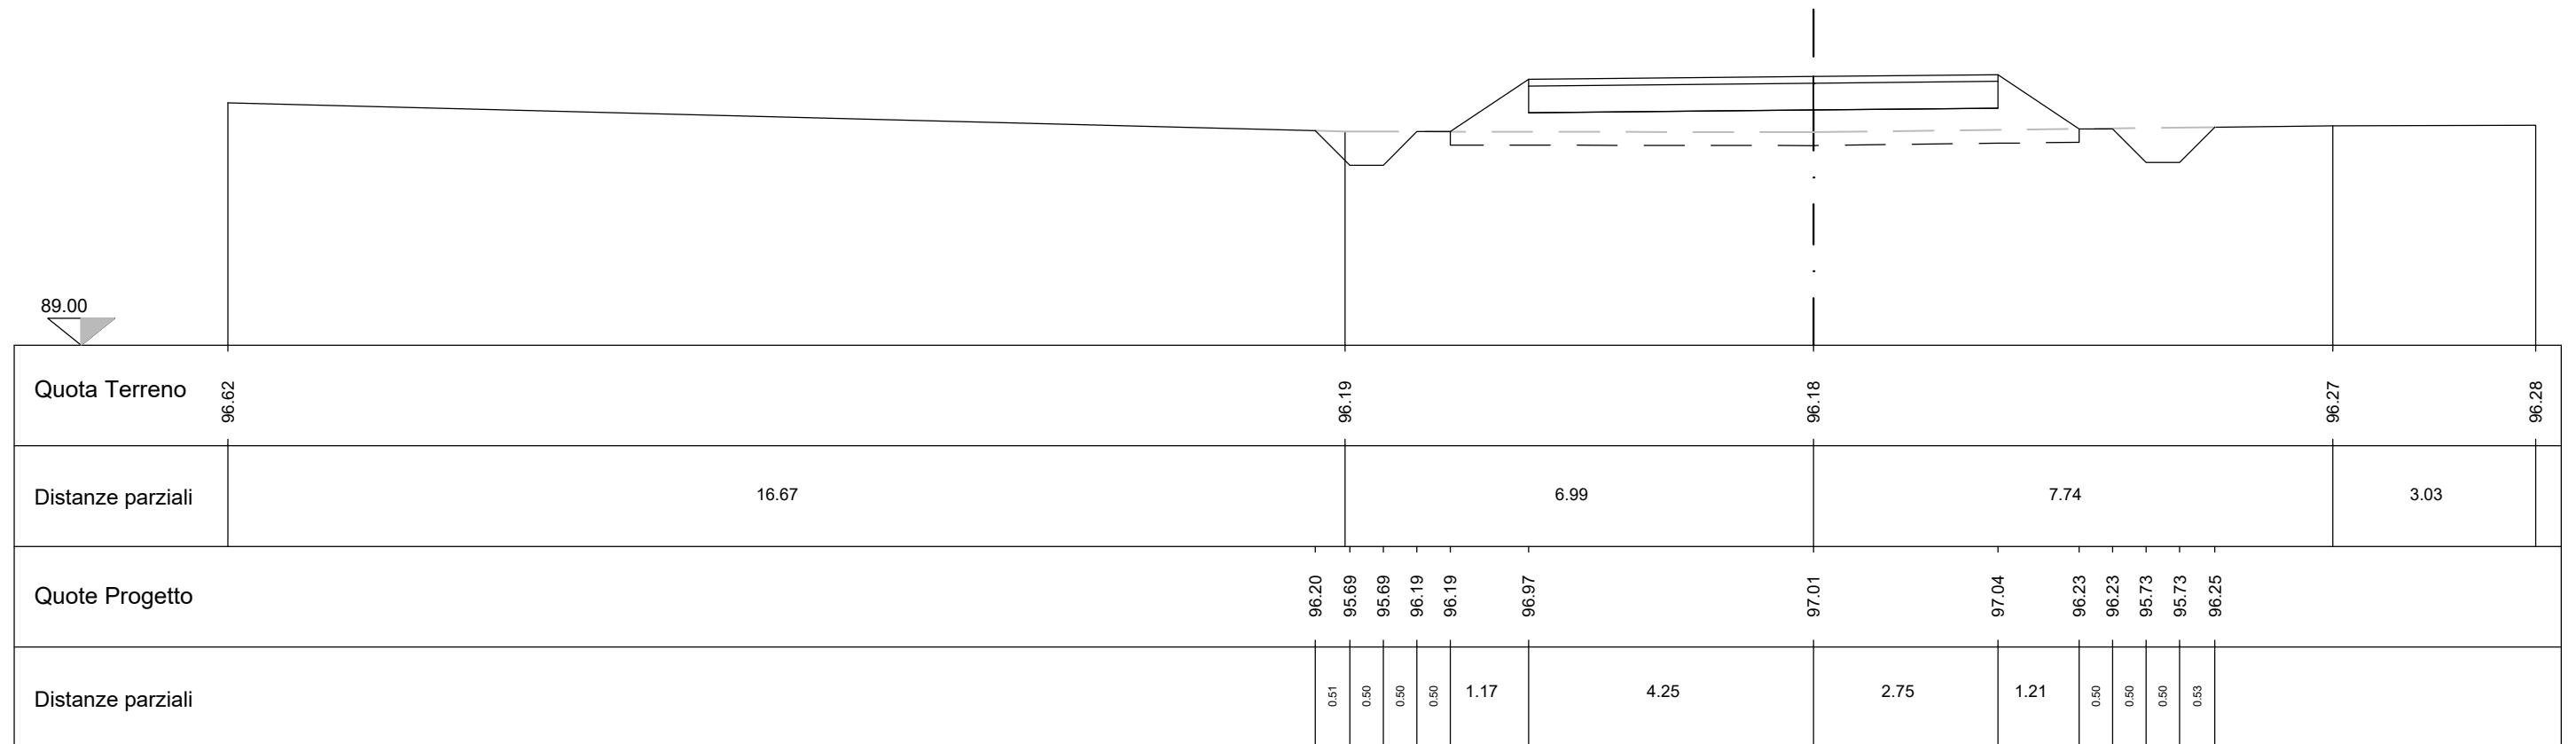 89.00
Quota Terreno 96.62 96.19 96.18 96.27 96.28
Distanze parziali 16.67 6.99 7.74 3.03
Quote Progetto 96.20 95.69 95.69 96.19 96.19 96.97 97.01 97.04 96.23 96.23 95.73 95.73 96.25
Distanze parziali 0.51 0.50 0.50 0.50 1.17 4.25 2.75 1.21 0.50 0.50 0.50 0.53